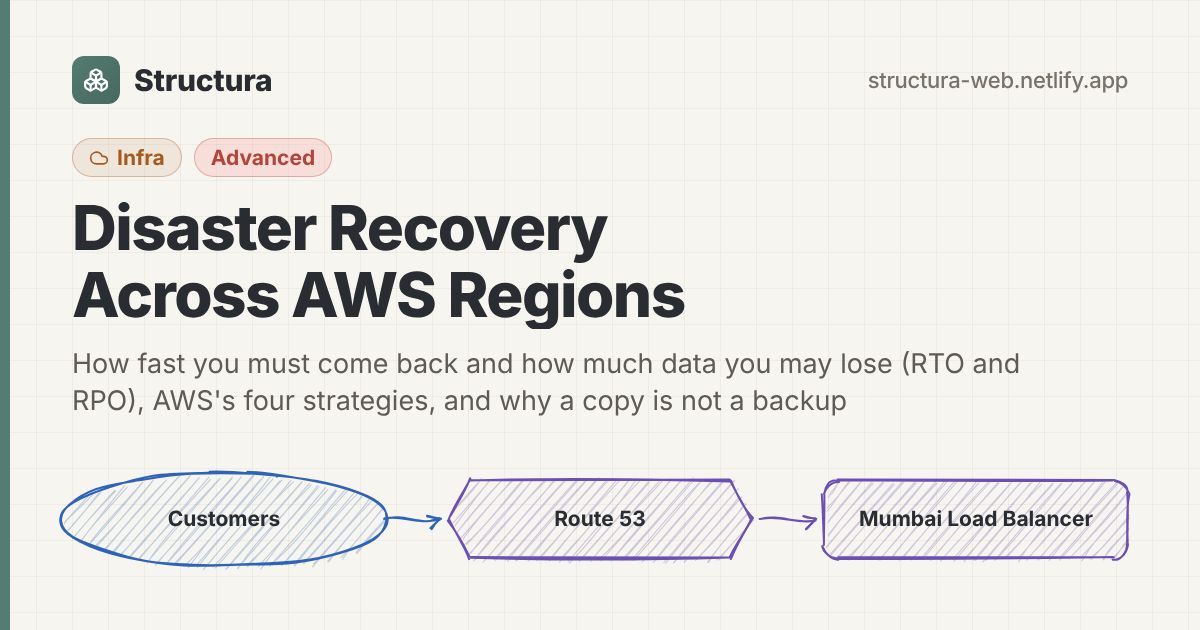 Structura
structura-web.netlify.app
Infra
Advanced
Disaster Recovery
Across AWS Regions
How fast you must come back and how much data you may lose (RTO and
RPO), AWS's four strategies, and why a copy is not a backup
Customers
Route 53
Mumbai Load Balancer